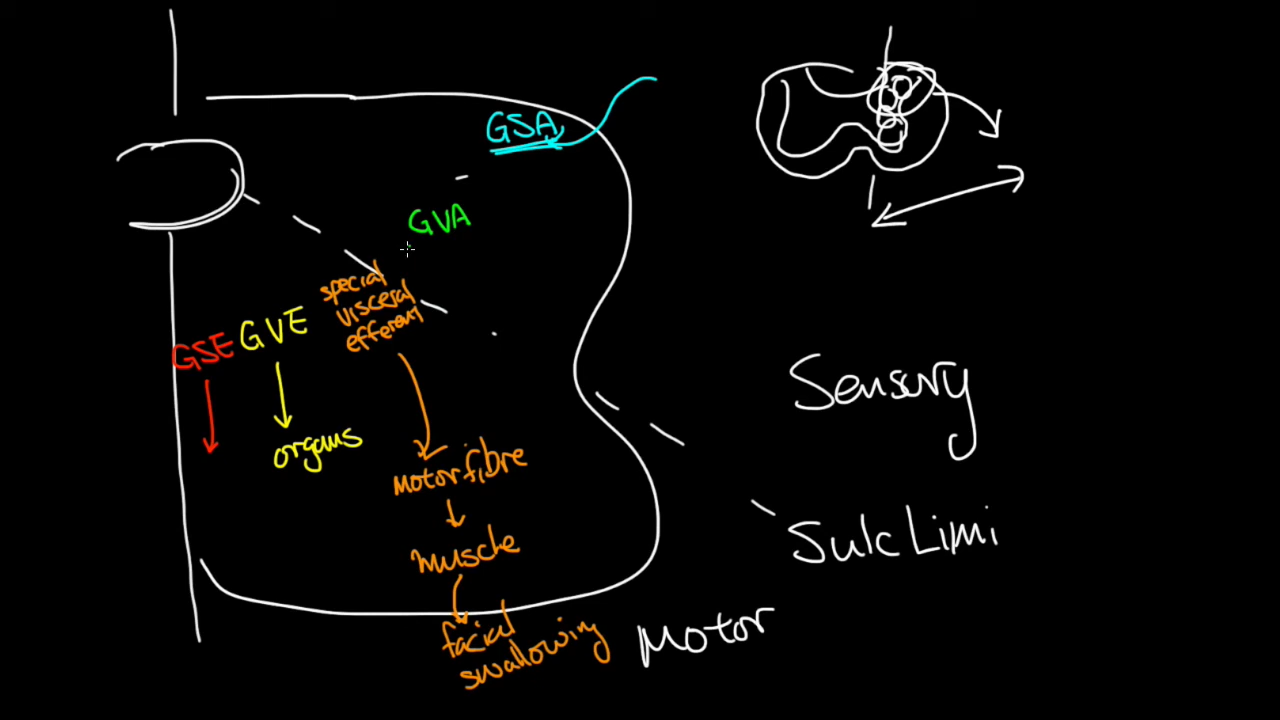 GSA
GVA
special
visceral
efferent
GSE
GVE
organs
motor fibre
muscle
facial
swallowing
Sensory
Sulc Limi
Motor